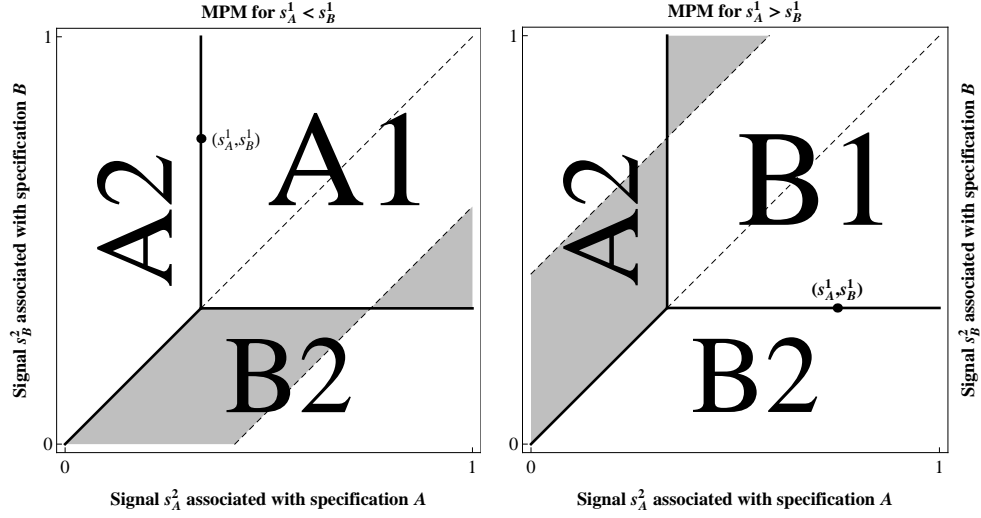 MPM for s¹_A < s¹_B
1
Signal s²_B associated with specification B
A2
(s¹_A,s¹_B)
A1
B2
0
0
1
Signal s²_A associated with specification A
MPM for s¹_A > s¹_B
1
A2
B1
(s¹_A,s¹_B)
B2
0
0
1
Signal s²_B associated with specification B
Signal s²_A associated with specification A